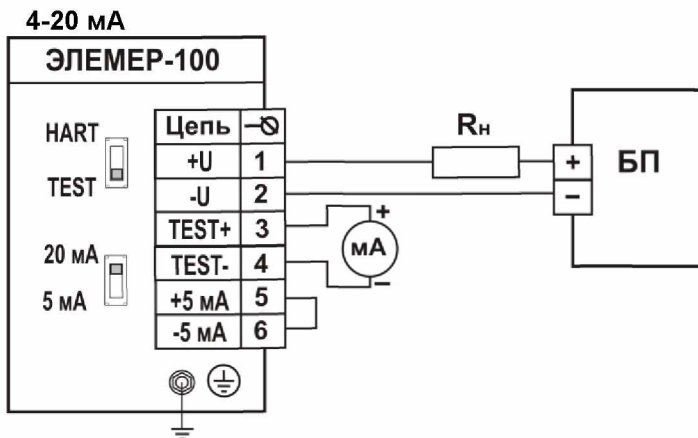 4-20 мА
ЭЛЕМЕР-100
HART
TEST
20 мА
5 мА
Цепь
+U 1
-U 2
TEST+ 3
TEST- 4
+5 мА 5
-5 мА 6
+
мА
−
Rн
+
−
БП